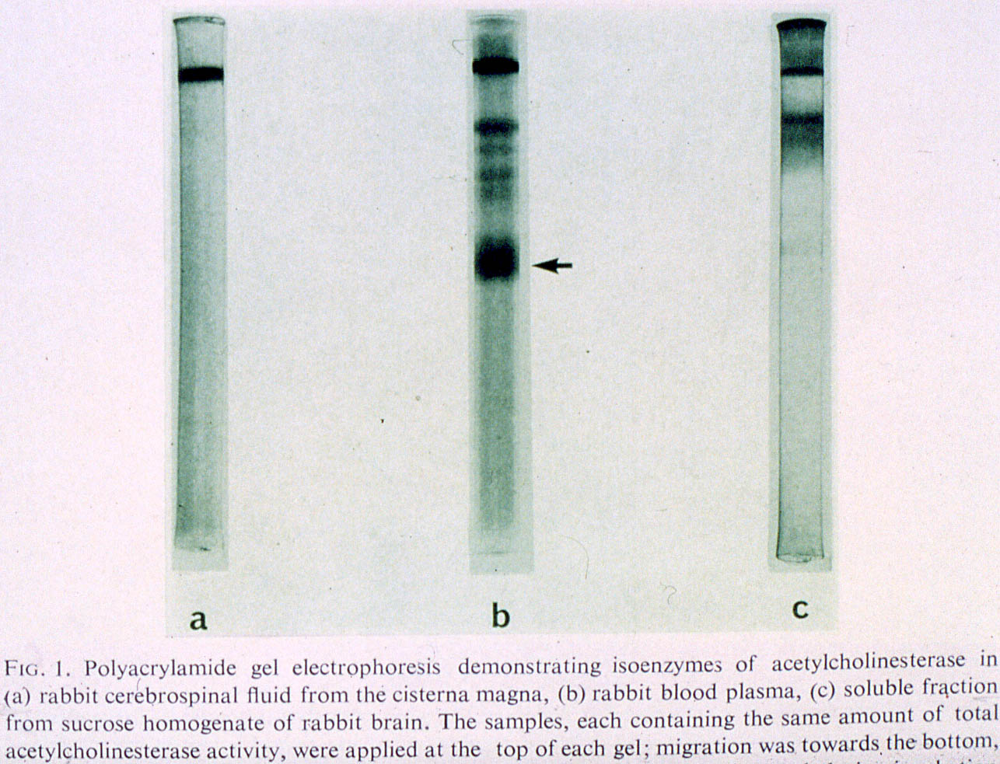 a
b
c
FIG. 1. Polyacrylamide gel electrophoresis demonstrating isoenzymes of acetylcholinesterase in
(a) rabbit cerebrospinal fluid from the cisterna magna, (b) rabbit blood plasma, (c) soluble fraction
from sucrose homogenate of rabbit brain. The samples, each containing the same amount of total
acetylcholinesterase activity, were applied at the top of each gel; migration was towards the bottom,